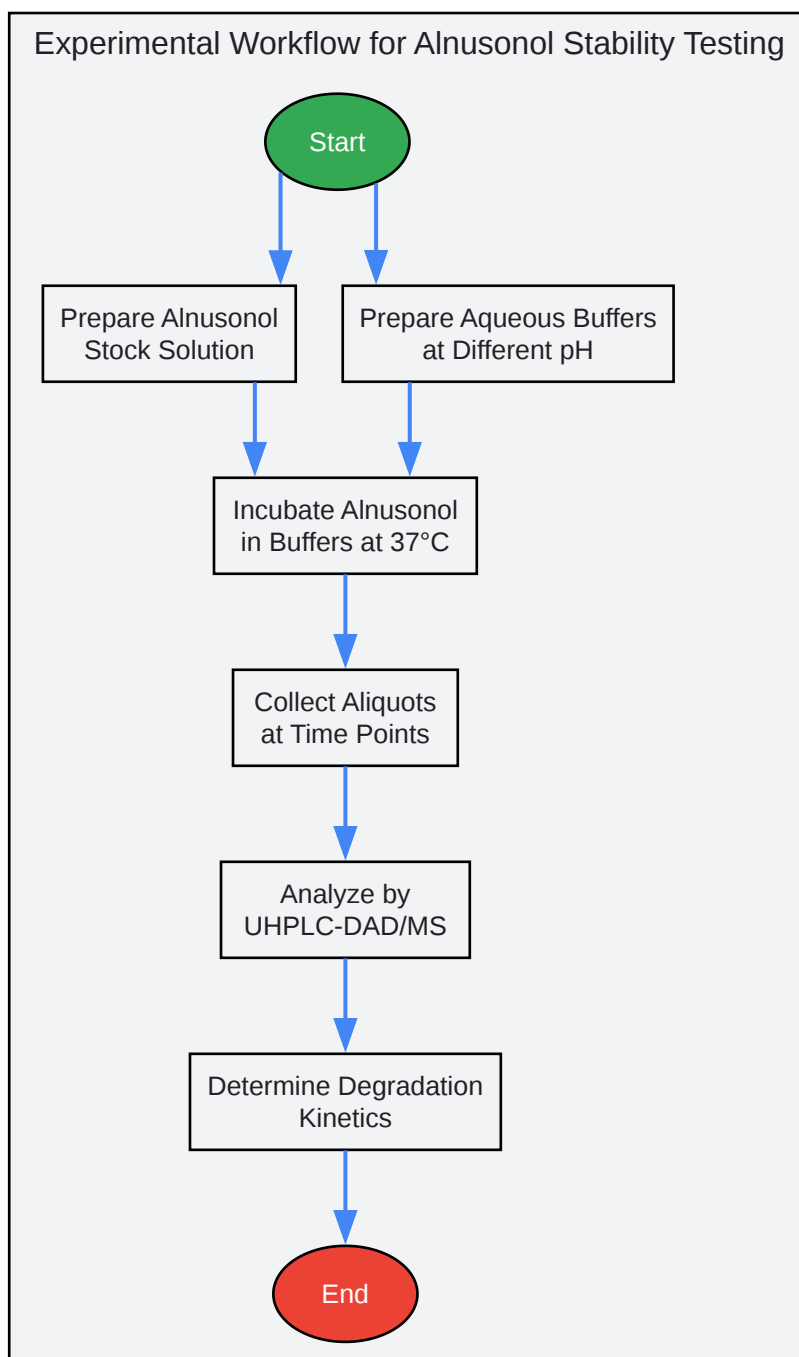 Experimental Workflow for Alnusonol Stability Testing
Start
Prepare Alnusonol
Stock Solution
Prepare Aqueous Buffers
at Different pH
Incubate Alnusonol
in Buffers at 37°C
Collect Aliquots
at Time Points
Analyze by
UHPLC-DAD/MS
Determine Degradation
Kinetics
End